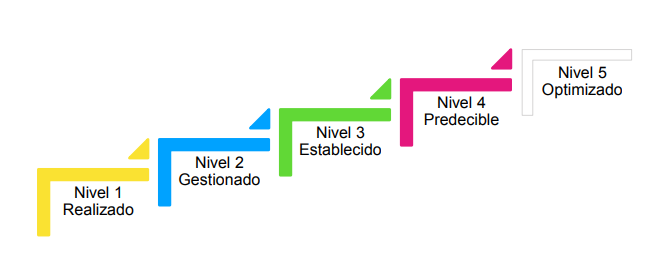 Nivel 1
Realizado
Nivel 2
Gestionado
Nivel 3
Establecido
Nivel 4
Predecible
Nivel 5
Optimizado